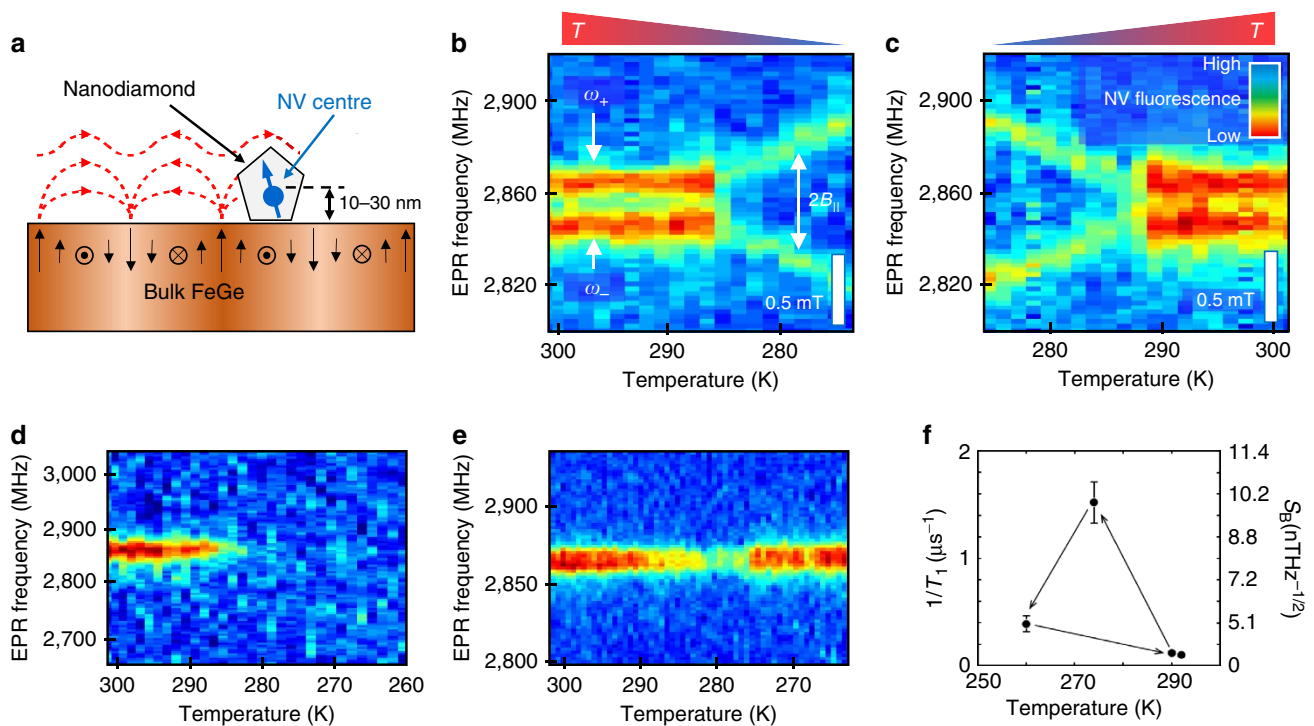 a
Nanodiamond
NV centre
10–30 nm
Bulk FeGe
b
T
EPR frequency (MHz)
2,900
2,860
2,820
ω+
ω−
2B||
0.5 mT
300
290
280
Temperature (K)
c
T
High
NV fluorescence
Low
EPR frequency (MHz)
2,900
2,860
2,820
0.5 mT
280
290
300
Temperature (K)
d
EPR frequency (MHz)
3,000
2,900
2,800
2,700
300
290
280
270
260
Temperature (K)
e
EPR frequency (MHz)
2,900
2,850
2,800
300
290
280
270
Temperature (K)
f
1/T1 (μs−1)
2
1
0
11.4
10.2
8.8
7.2
5.1
0
SB(nTHz−1/2)
250
270
290
Temperature (K)